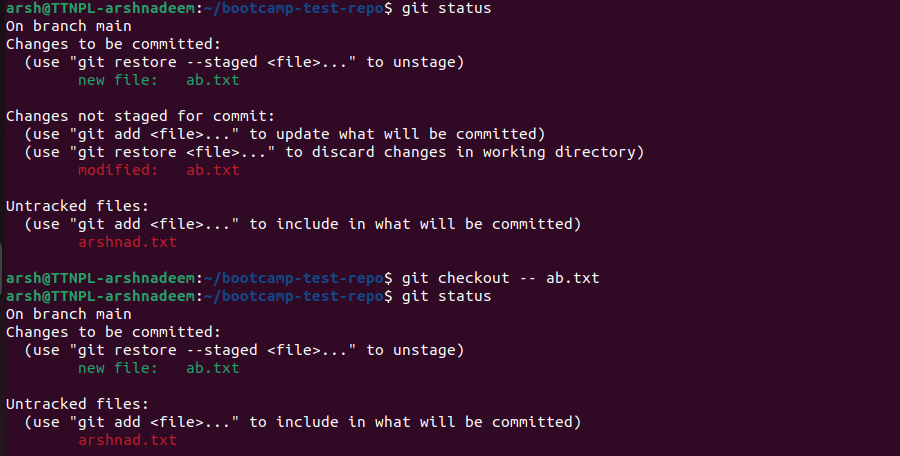 arsh@TTNPL-arshnadeem:~/bootcamp-test-repo$ git status
On branch main
Changes to be committed:
  (use "git restore --staged <file>..." to unstage)
        new file:   ab.txt

Changes not staged for commit:
  (use "git add <file>..." to update what will be committed)
  (use "git restore <file>..." to discard changes in working directory)
        modified:   ab.txt

Untracked files:
  (use "git add <file>..." to include in what will be committed)
        arshnad.txt

arsh@TTNPL-arshnadeem:~/bootcamp-test-repo$ git checkout -- ab.txt
arsh@TTNPL-arshnadeem:~/bootcamp-test-repo$ git status
On branch main
Changes to be committed:
  (use "git restore --staged <file>..." to unstage)
        new file:   ab.txt

Untracked files:
  (use "git add <file>..." to include in what will be committed)
        arshnad.txt